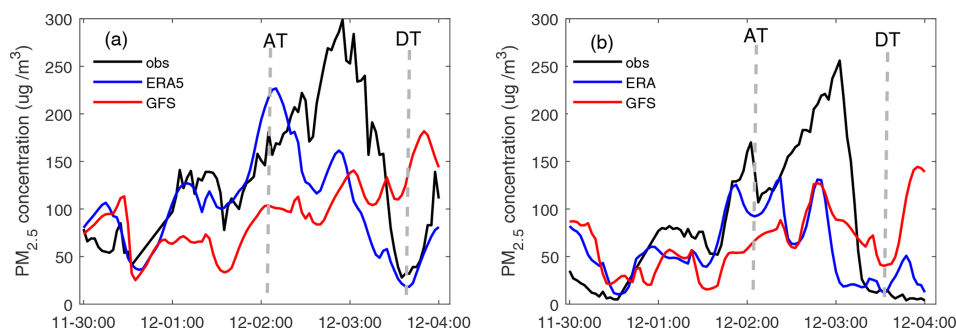 (a)
AT
DT
obs
ERA5
GFS
PM2.5 concentration (ug /m3)
300
250
200
150
100
50
0
11-30:00 12-01:00 12-02:00 12-03:00 12-04:00
(b)
AT
DT
obs
ERA
GFS
PM2.5 concentration (ug /m3)
300
250
200
150
100
50
0
11-30:00 12-01:00 12-02:00 12-03:00 12-04:00